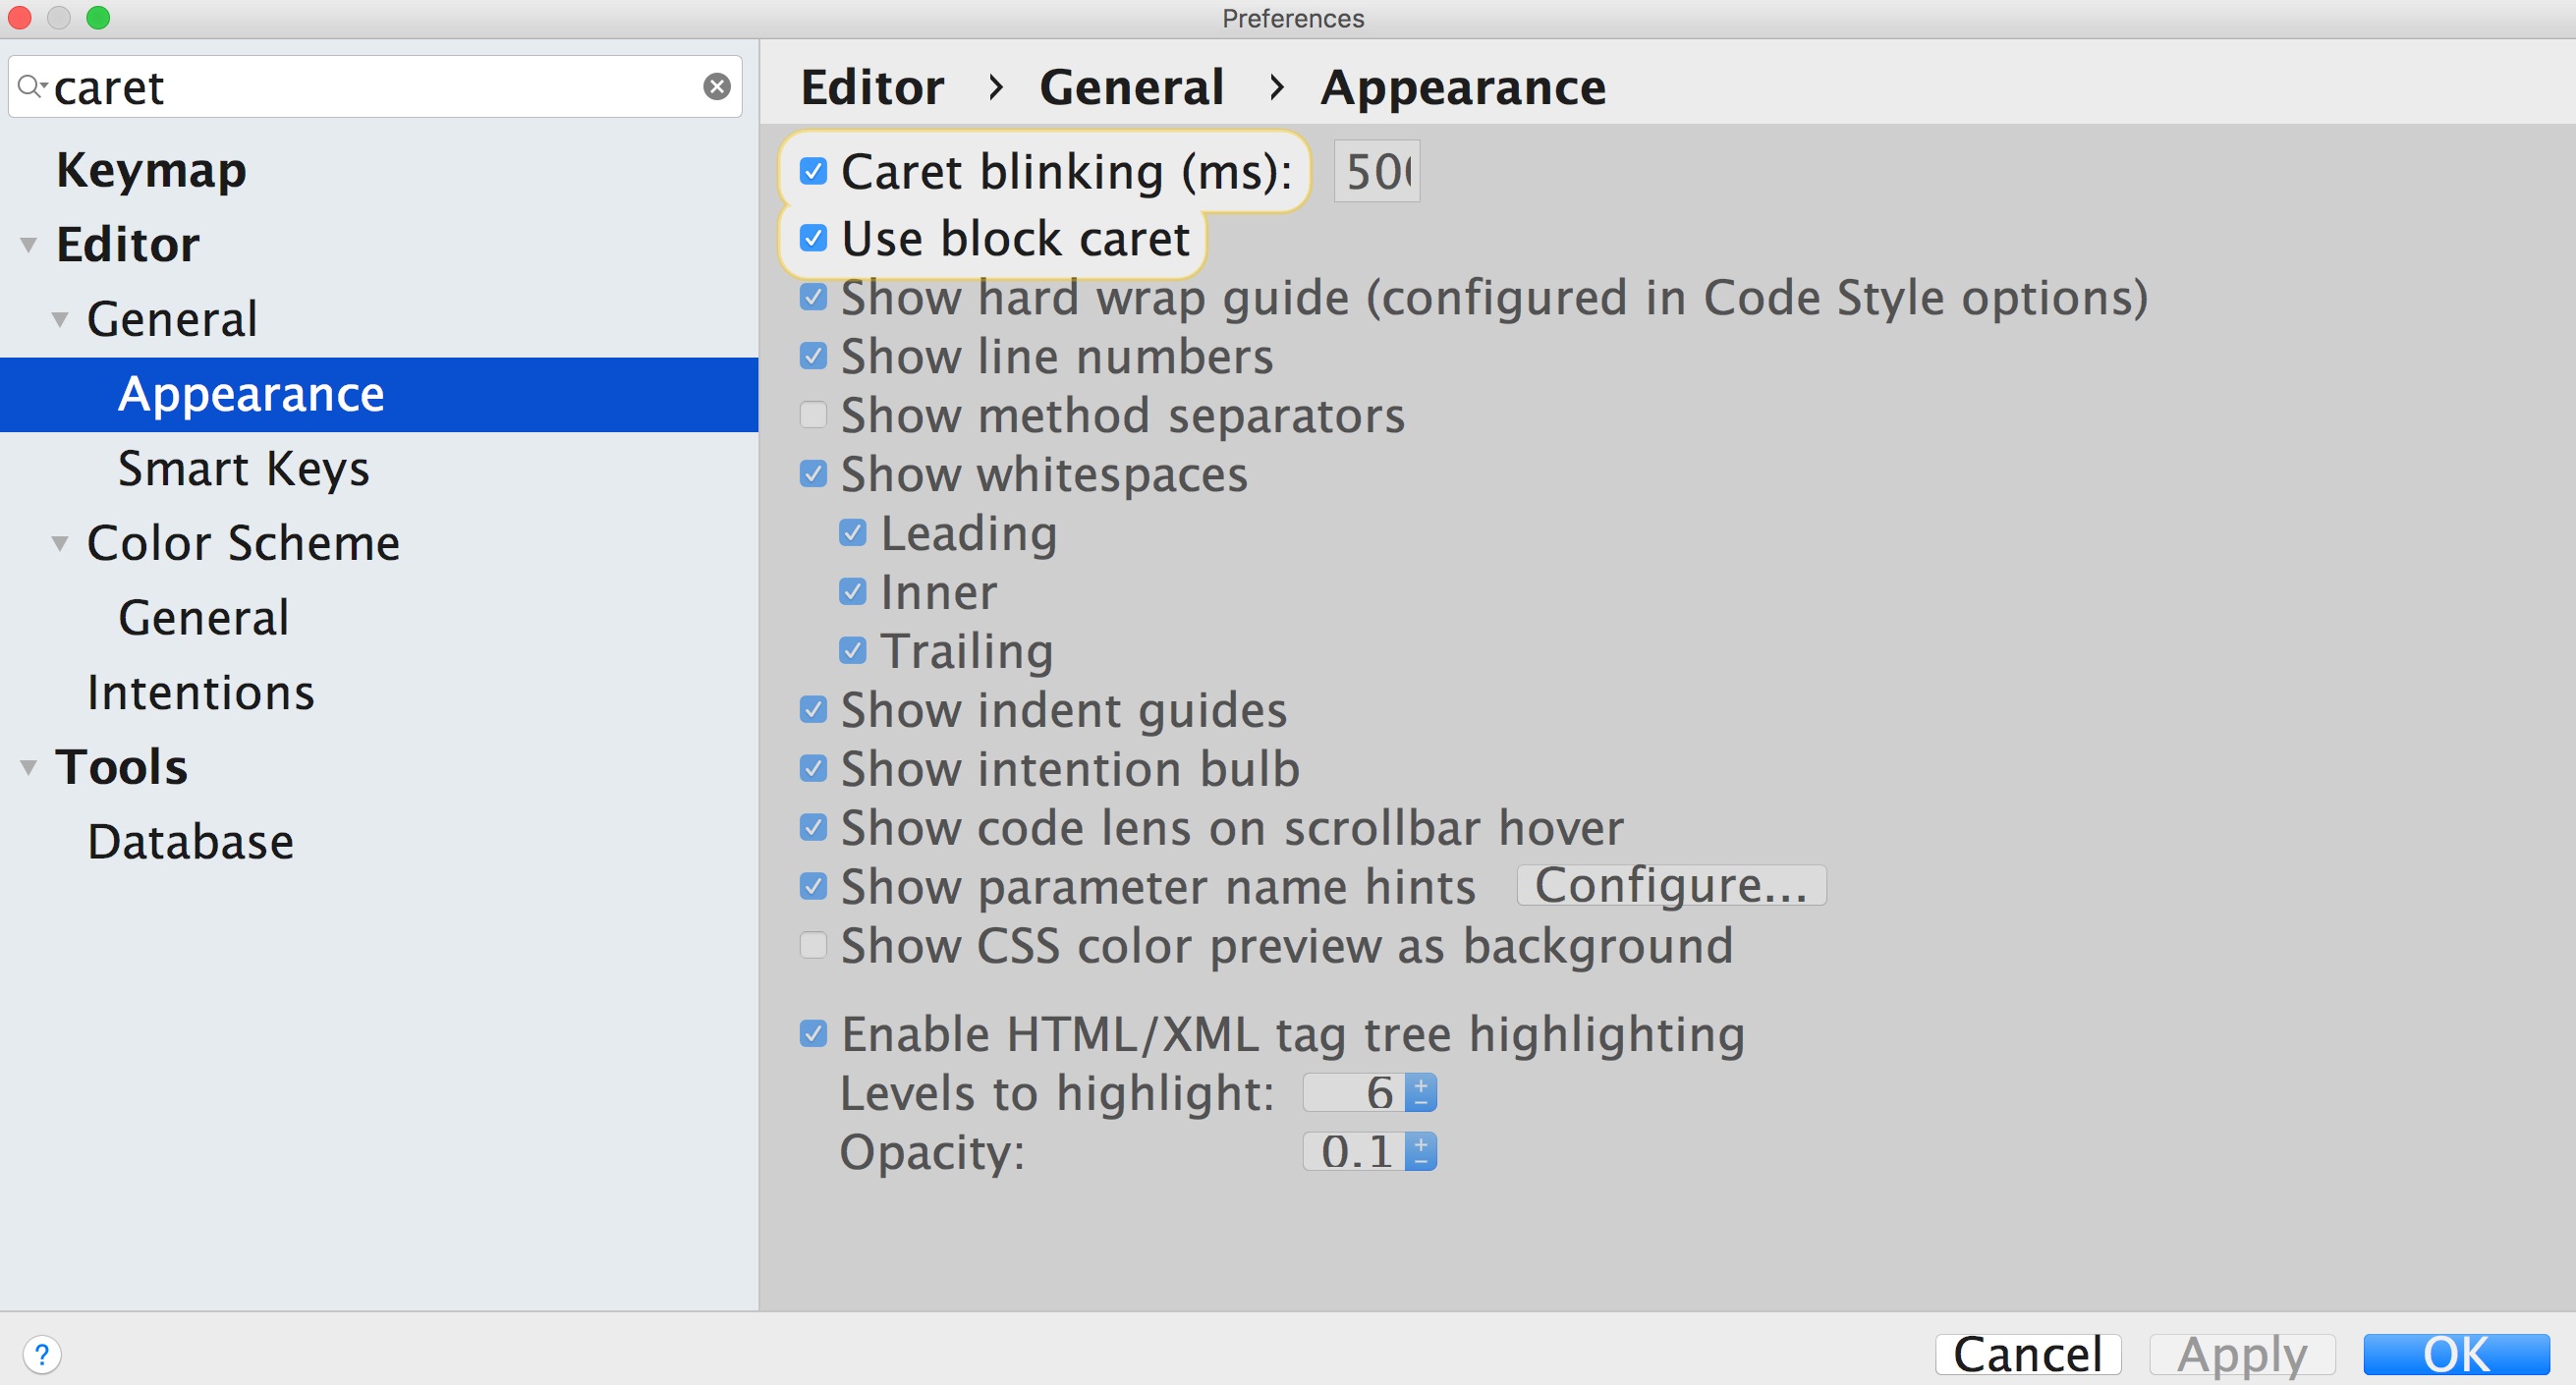 Preferences
caret
Keymap
Editor
General
Appearance
Smart Keys
Color Scheme
General
Intentions
Tools
Database
Editor › General › Appearance
Caret blinking (ms):
Use block caret
Show hard wrap guide (configured in Code Style options)
Show line numbers
Show method separators
Show whitespaces
Leading
Inner
Trailing
Show indent guides
Show intention bulb
Show code lens on scrollbar hover
Show parameter name hints Configure...
Show CSS color preview as background
Enable HTML/XML tag tree highlighting
Levels to highlight: 6
Opacity: 0.1
? Cancel Apply OK